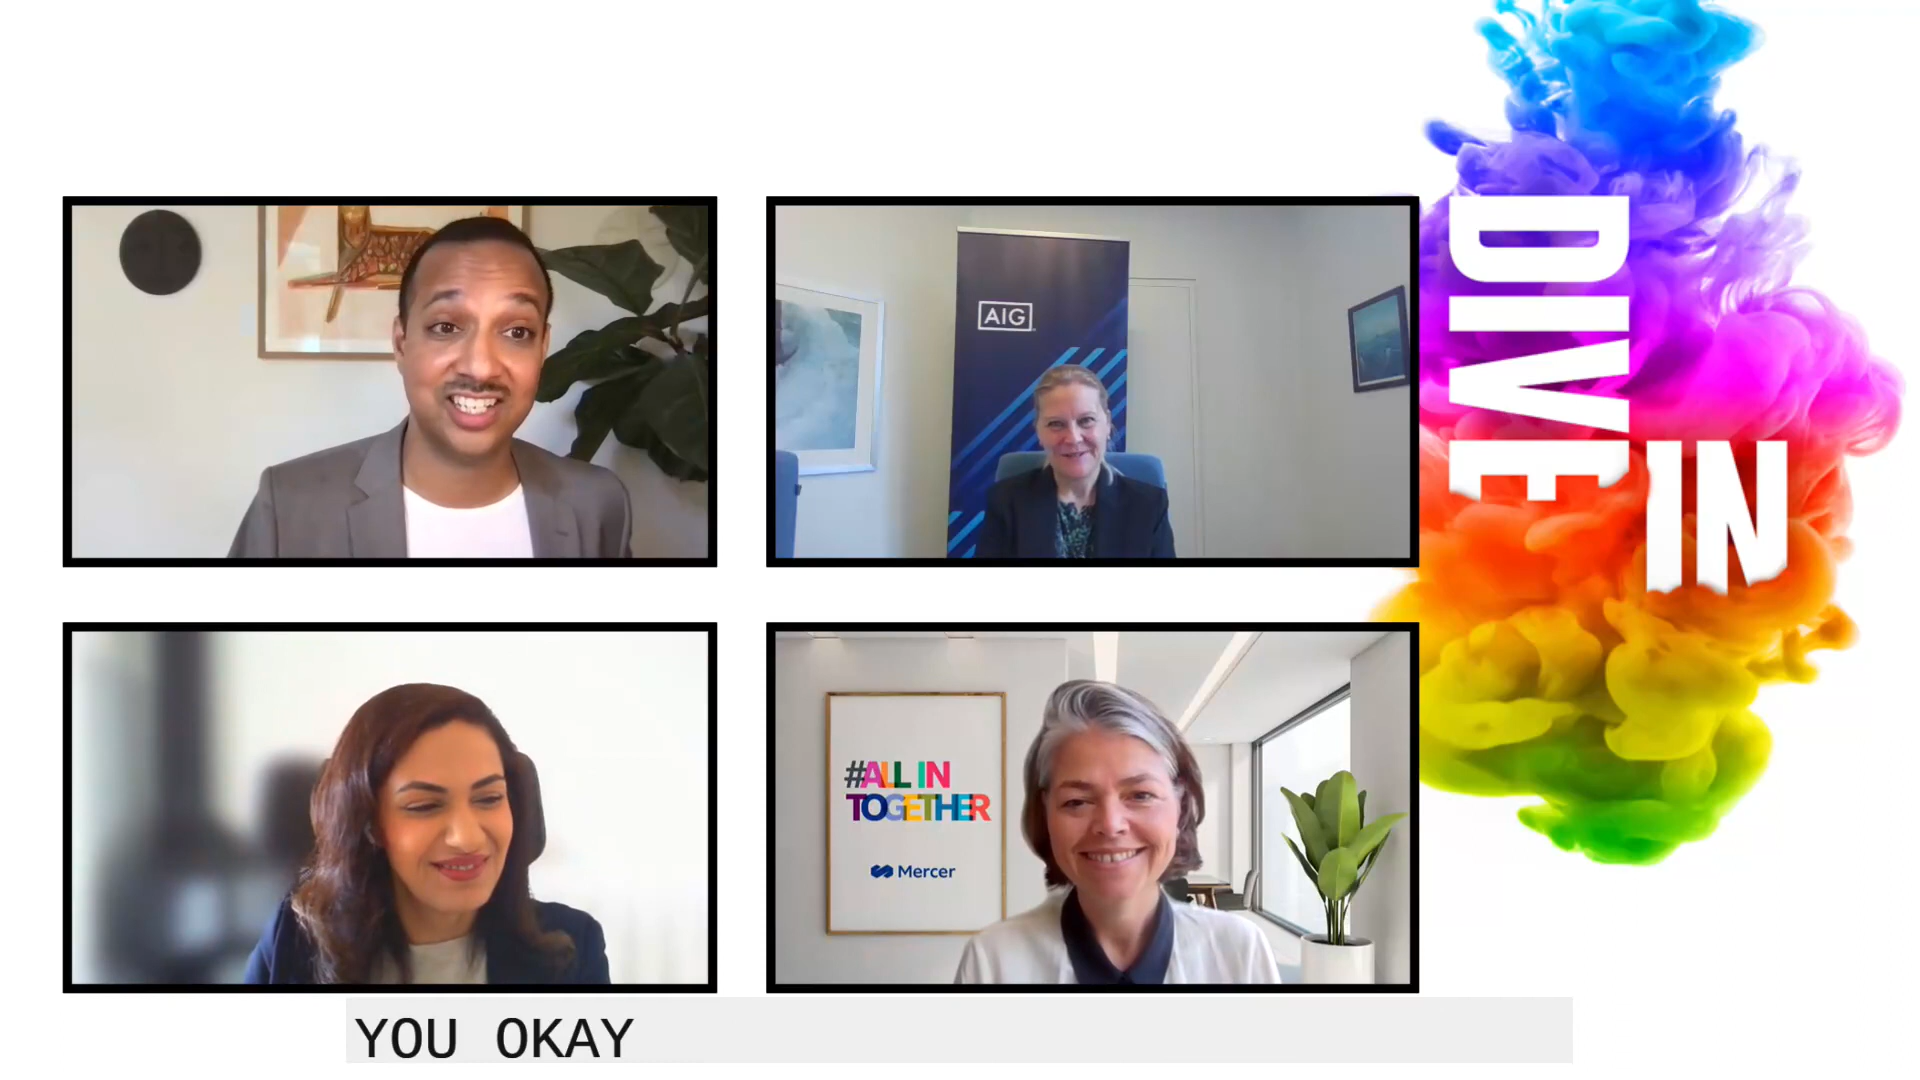 AIG
DIVE
IN
#ALL IN
TOGETHER
Mercer
YOU OKAY